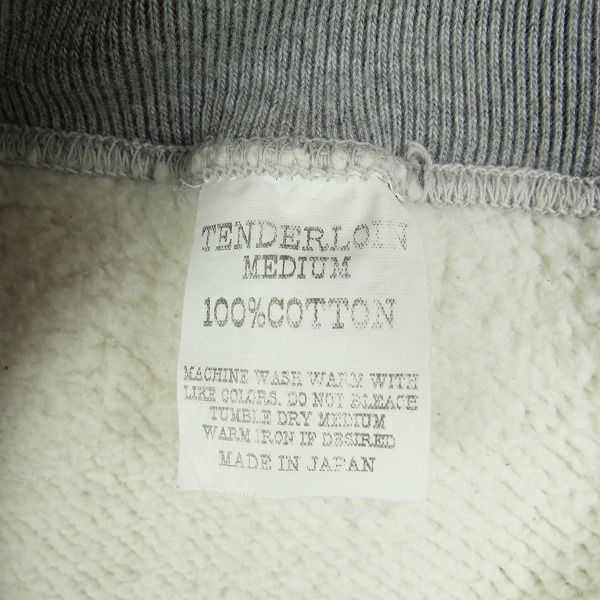 TENDERLOIN
MEDIUM
100%COTTON
MACHINE WASH WARM WITH
LIKE COLORS. DO NOT BLEACH
TUMBLE DRY MEDIUM
WARM IRON IF DESIRED
MADE IN JAPAN